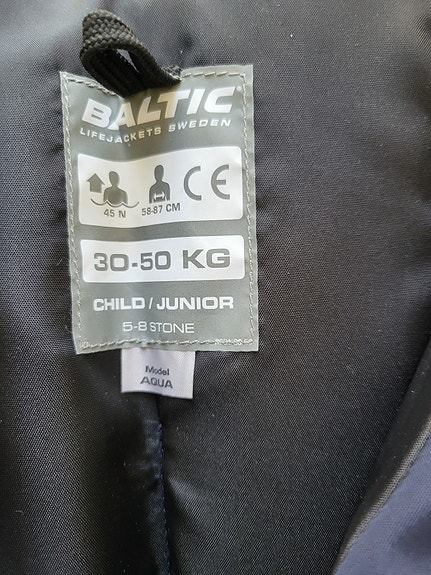 BALTIC®
LIFEJACKETS SWEDEN
45 N
58-87 CM
CE
30-50 KG
CHILD / JUNIOR
5-8 STONE
Model
AQUA